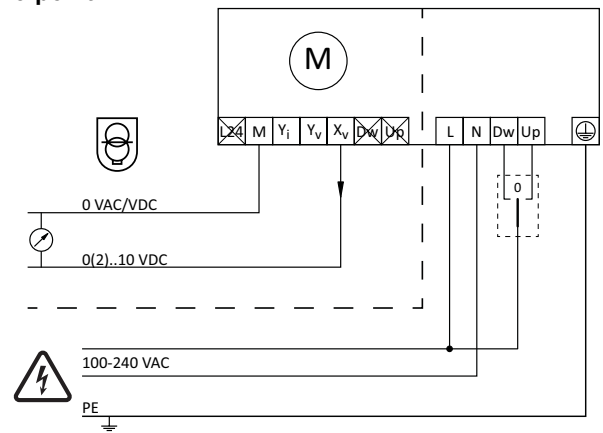 M
L24 M Yi Yv Xv Dw Up L N Dw Up
0
0 VAC/VDC
0(2)..10 VDC
100-240 VAC
PE